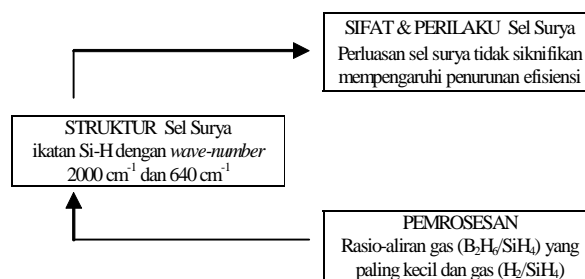 SIFAT & PERILAKU Sel Surya
Perluasan sel surya tidak siknifikan
mempengaruhi penurunan efisiensi
STRUKTUR Sel Surya
ikatan Si-H dengan wave-number
2000 cm⁻¹ dan 640 cm⁻¹
PEMROSESAN
Rasio-aliran gas (B₂H₆/SiH₄) yang
paling kecil dan gas (H₂/SiH₄)